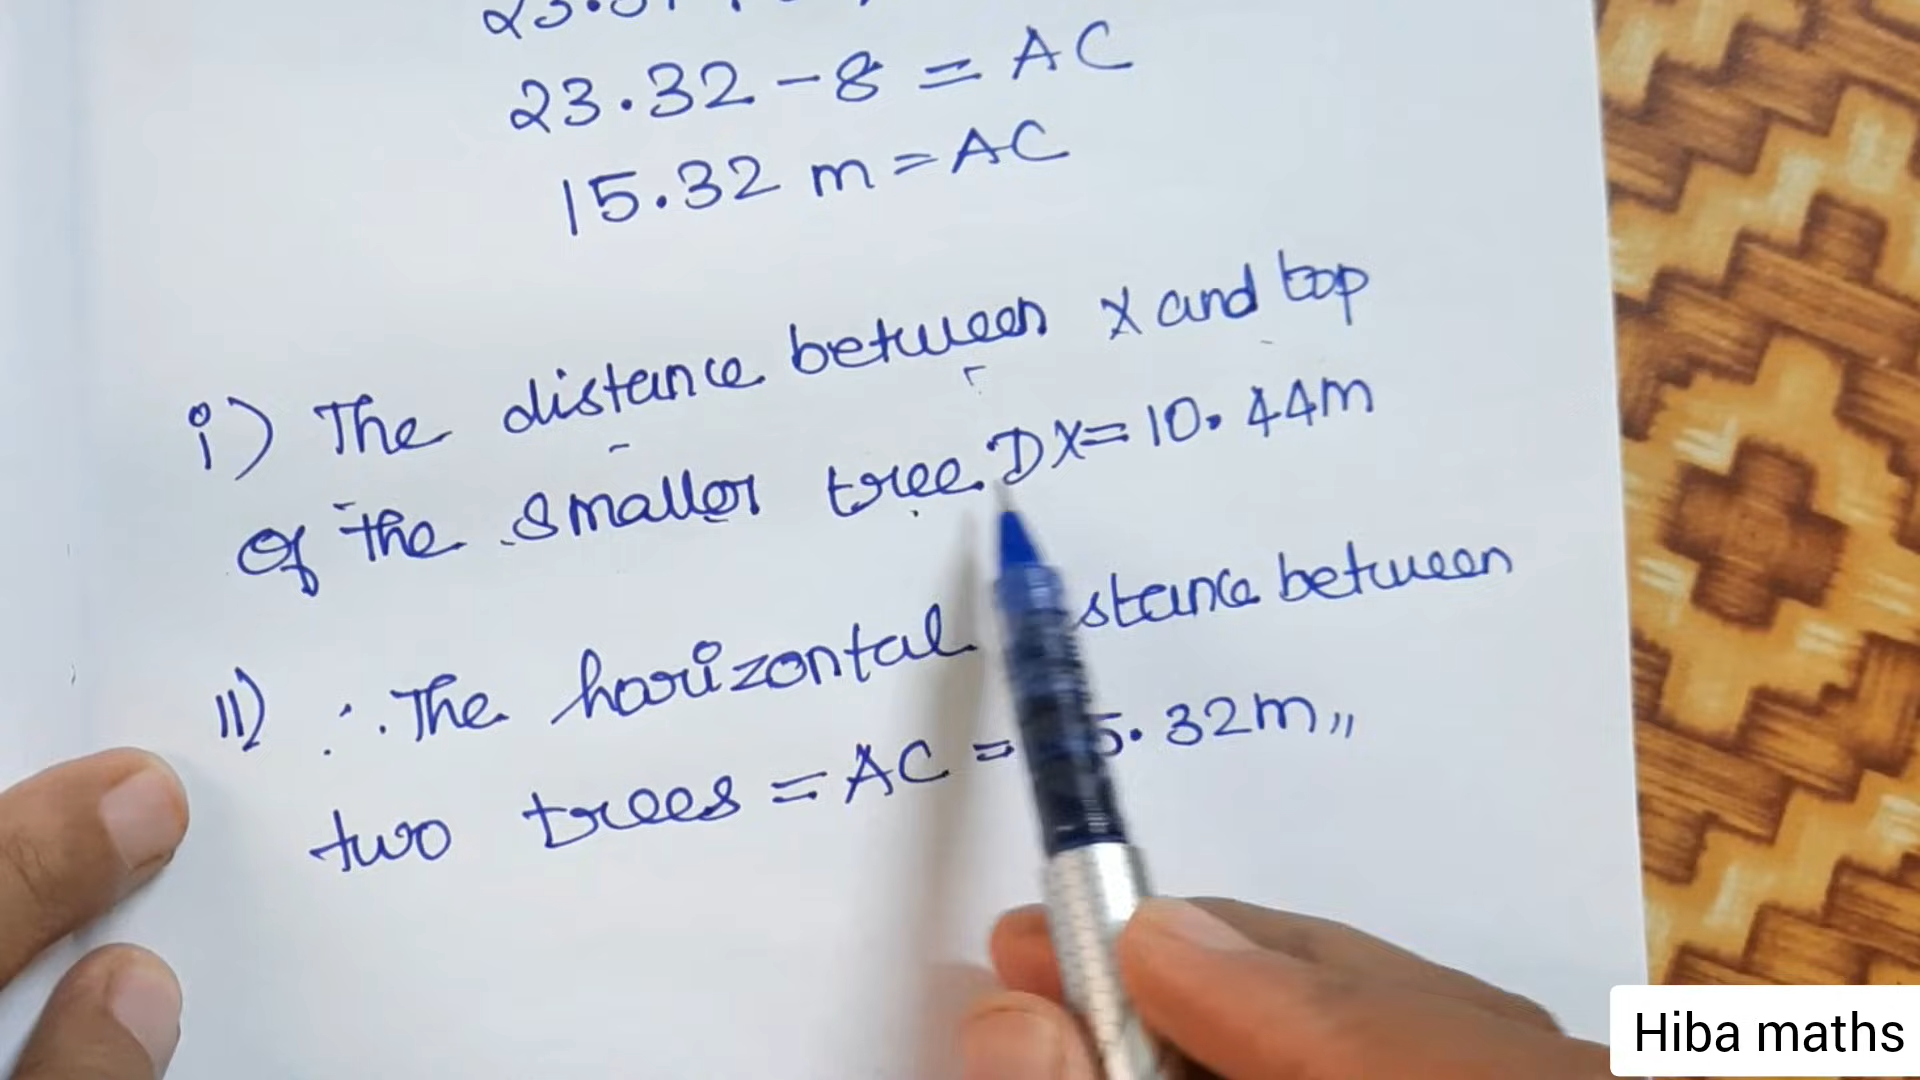 23.32 - 8 = AC
15.32 m = AC
i) The distance between X and top
of the smaller tree. DX = 10.44m
II) ∴ The horizontal between
two trees = AC = 5.32m,,
Hiba maths